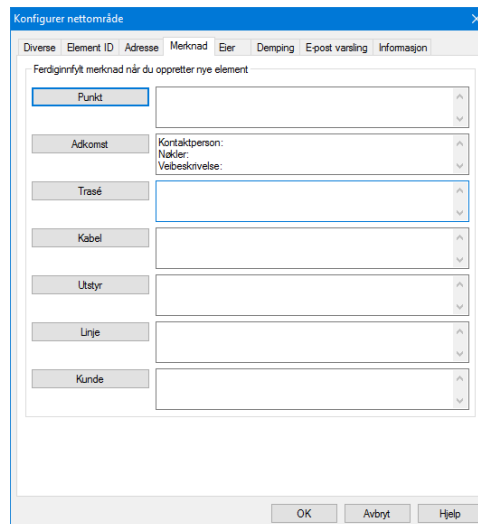 Konfigurer nettområde
Diverse Element ID Adresse Merknad Eier Demping E-post varsling Informasjon
Ferdiginnfylt merknad når du oppretter nye element
Punkt
Adkomst
Kontaktperson:
Nøkler:
Veibeskrivelse:
Trasé
Kabel
Utstyr
Linje
Kunde
OK Avbryt Hjelp